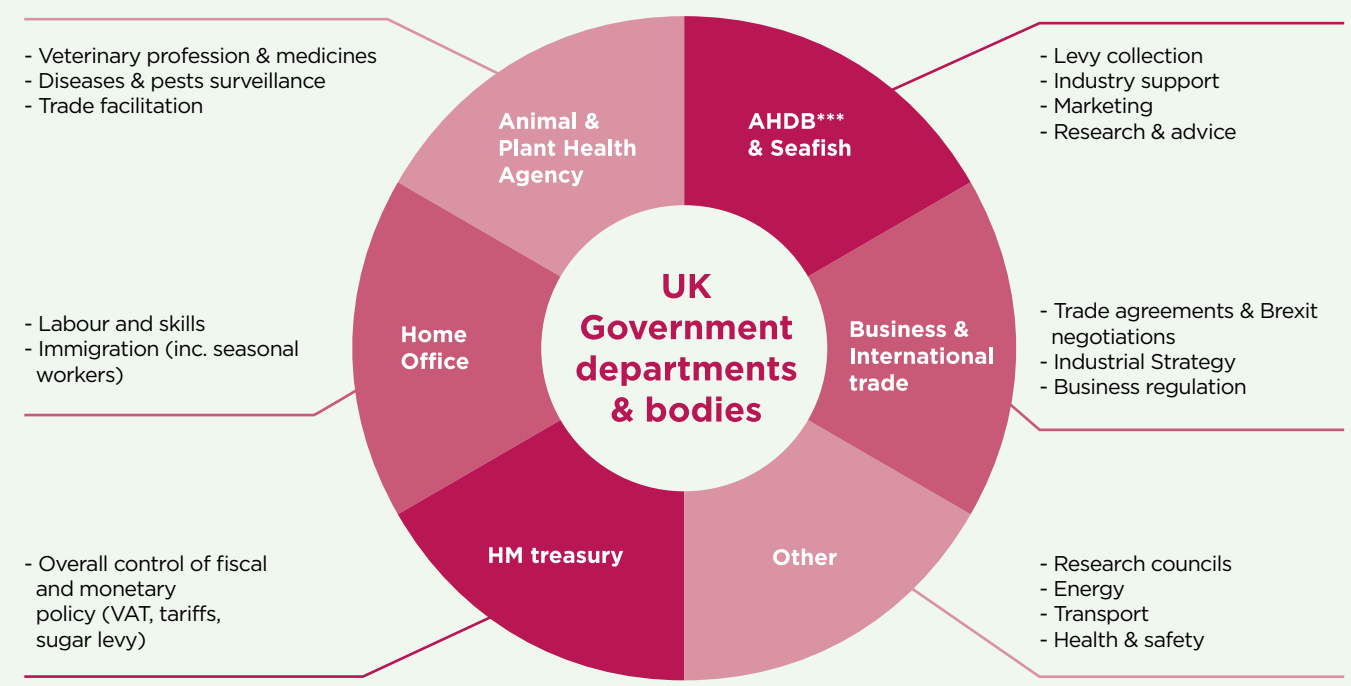 - Veterinary profession & medicines
- Diseases & pests surveillance
- Trade facilitation
Animal &
Plant Health
Agency
AHDB***
& Seafish
- Levy collection
- Industry support
- Marketing
- Research & advice
- Labour and skills
- Immigration (inc. seasonal
workers)
Home
Office
UK
Government
departments
& bodies
Business &
International
trade
- Trade agreements & Brexit
negotiations
- Industrial Strategy
- Business regulation
- Overall control of fiscal
and monetary
policy (VAT, tariffs,
sugar levy)
HM treasury
Other
- Research councils
- Energy
- Transport
- Health & safety